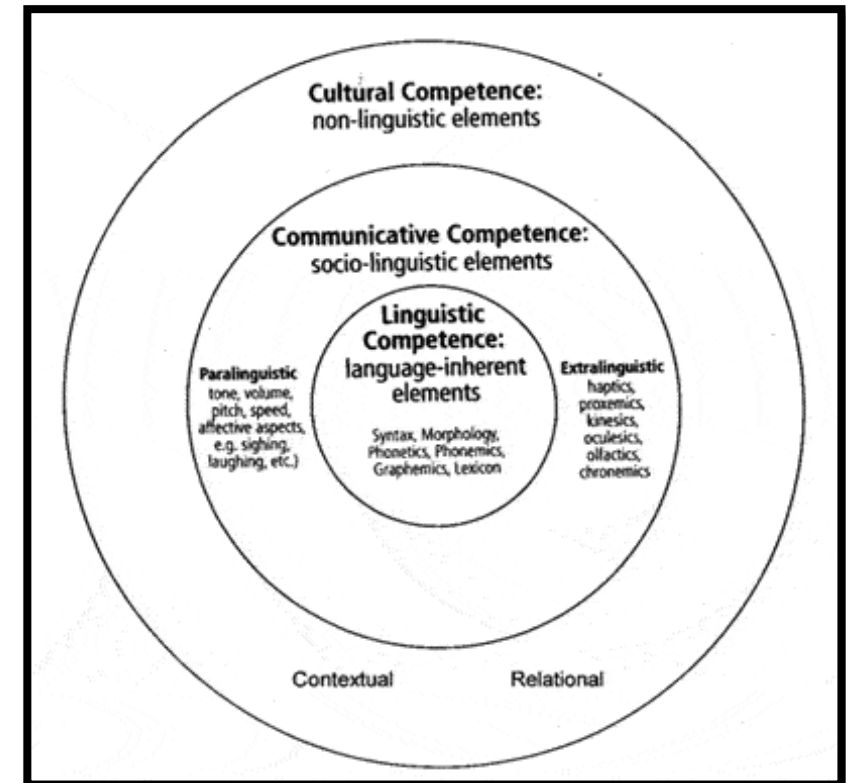 Cultural Competence:
non-linguistic elements
Communicative Competence:
socio-linguistic elements
Linguistic
Competence:
language-inherent
elements
Syntax, Morphology,
Phonetics, Phonemics,
Graphemics, Lexicon
Paralinguistic
tone, volume,
pitch, speed,
affective aspects,
e.g. sighing,
laughing, etc.)
Extralinguistic
haptics,
proxemics,
kinesics,
oculesics,
olfactics,
chronemics
Contextual
Relational